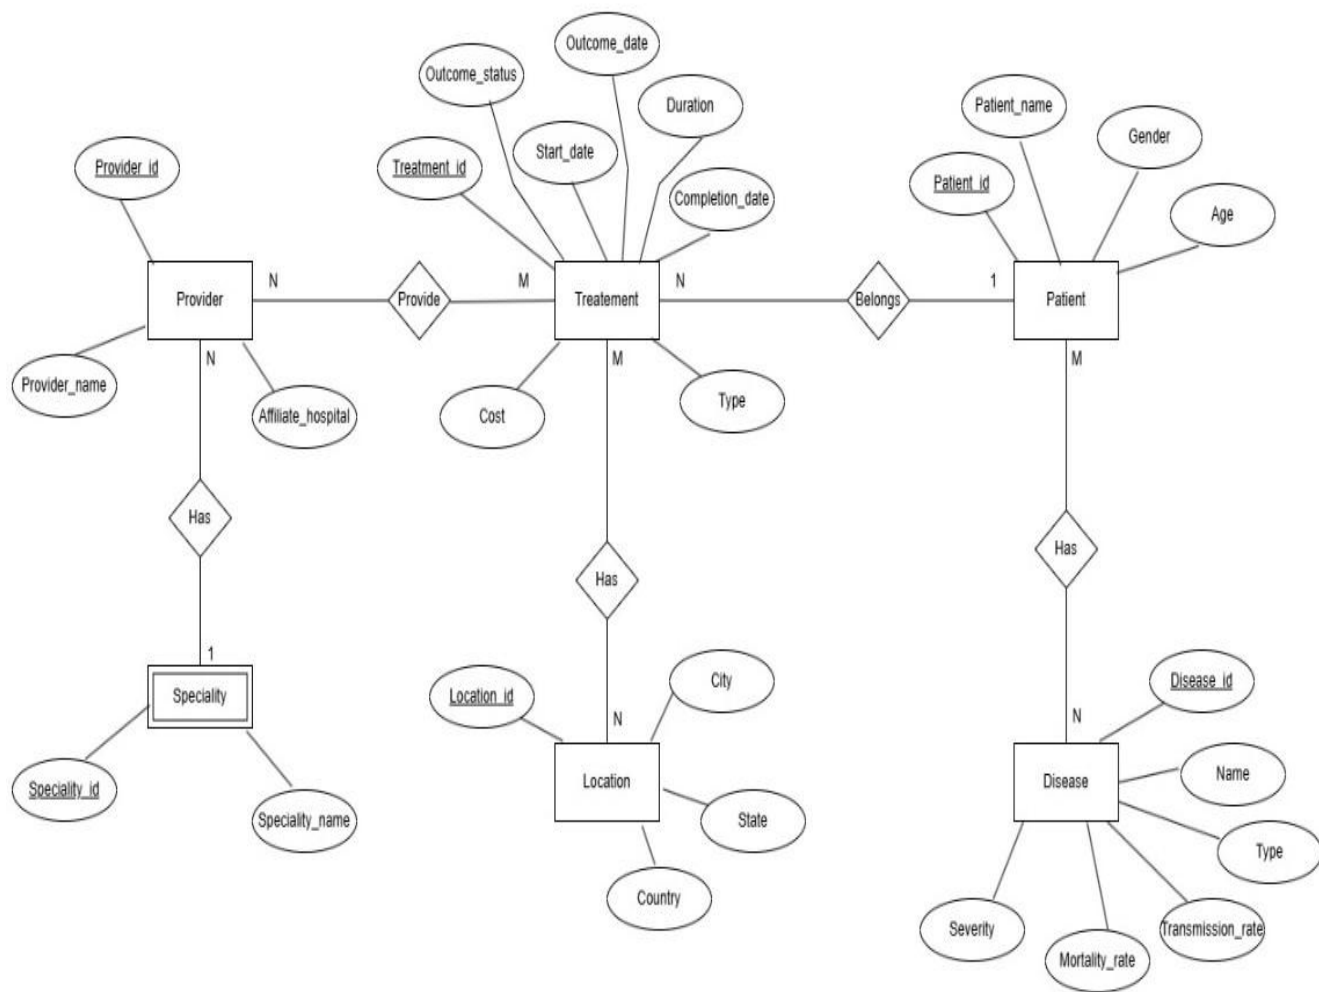 Outcome_date
Outcome_status
Duration
Patient_name
Gender
Start_date
Provider_id
Treatment_id
Patient_id
Completion_date
Age
N
M
N
1
Provider
Provide
Treatement
Belongs
Patient
N
M
M
Provider_name
Affiliate_hospital
Cost
Type
Has
Has
Has
1
Speciality
Location_id
City
Disease_id
N
N
Speciality_id
Speciality_name
Location
State
Disease
Name
Type
Country
Severity
Mortality_rate
Transmission_rate